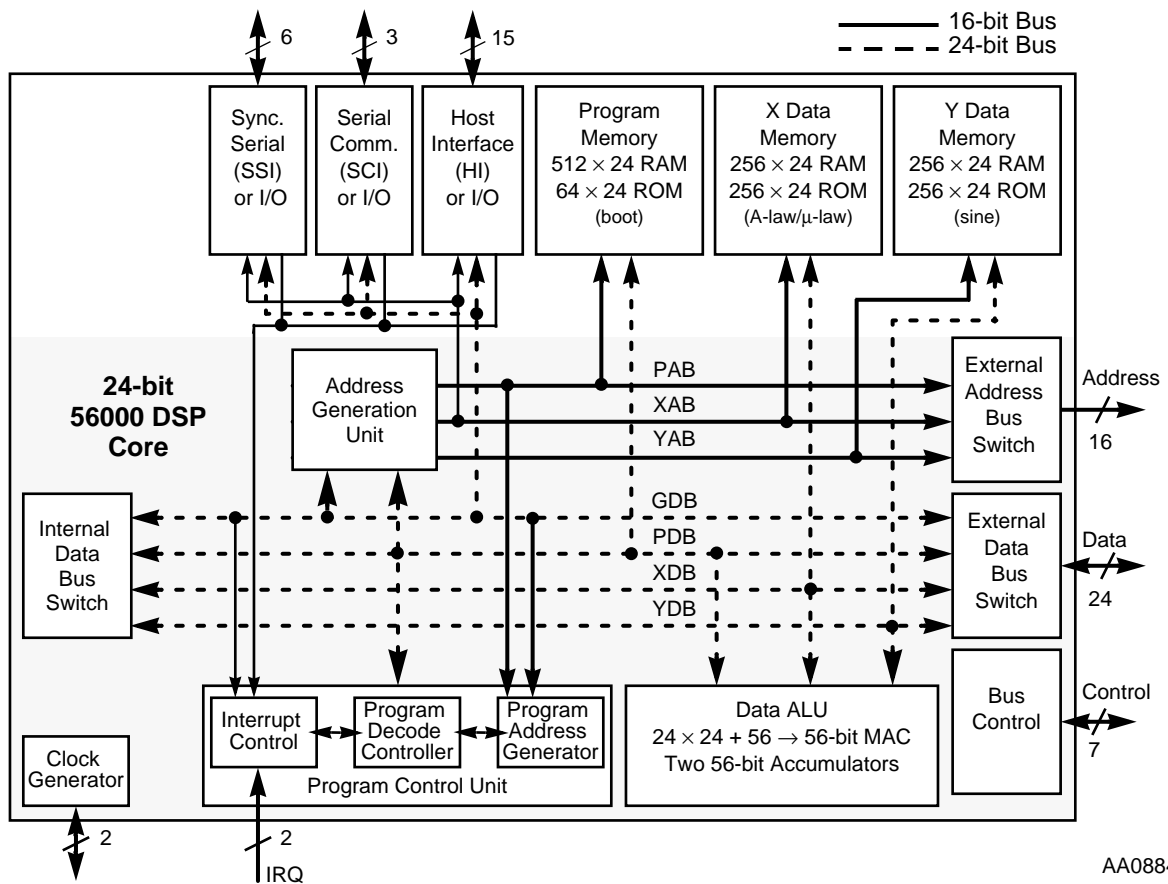 6
3
15
16-bit Bus
24-bit Bus
Sync.
Serial
(SSI)
or I/O
Serial
Comm.
(SCI)
or I/O
Host
Interface
(HI)
or I/O
Program
Memory
512 × 24 RAM
64 × 24 ROM
(boot)
X Data
Memory
256 × 24 RAM
256 × 24 ROM
(A-law/μ-law)
Y Data
Memory
256 × 24 RAM
256 × 24 ROM
(sine)
24-bit
56000 DSP
Core
Address
Generation
Unit
PAB
XAB
YAB
External
Address
Bus
Switch
Address
16
Internal
Data
Bus
Switch
GDB
PDB
XDB
YDB
External
Data
Bus
Switch
Data
24
Interrupt
Control
Program
Decode
Controller
Program
Address
Generator
Program Control Unit
Data ALU
24 × 24 + 56 → 56-bit MAC
Two 56-bit Accumulators
Bus
Control
Control
7
Clock
Generator
2
2
IRQ
AA0884